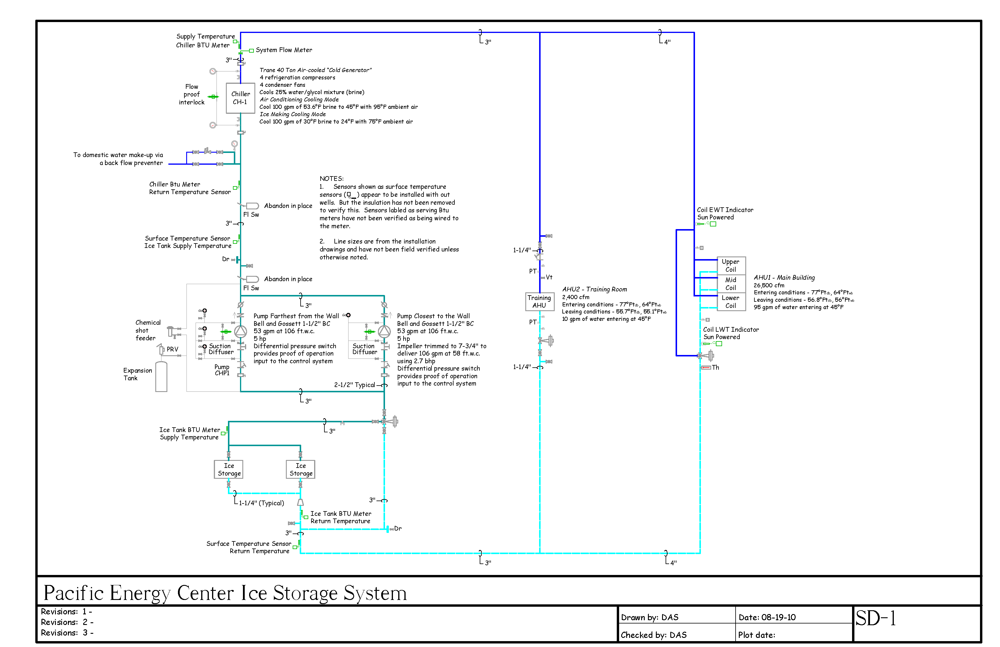 Supply Temperature
Chiller BTU Meter
System Flow Meter
3"
3"
4"
Trane 40 Ton Air-cooled “Cold Generator”
4 refrigeration compressors
4 condenser fans
Cools 25% water/glycol mixture (brine)
Air Conditioning Cooling Mode
Cool 100 gpm of 53.6°F brine to 45°F with 95°F ambient air
Ice Making Cooling Mode
Cool 100 gpm of 30°F brine to 24°F with 75°F ambient air
Flow
proof
interlock
Chiller
CH-1
To domestic water make-up via
a back flow preventer
Chiller Btu Meter
Return Temperature Sensor
Abandon in place
Fl Sw
3"
Surface Temperature Sensor
Ice Tank Supply Temperature
Dr
Abandon in place
Fl Sw
NOTES:
1. Sensors shown as surface temperature
sensors ( ) appear to be installed with out
wells. But the insulation has not been removed
to verify this. Sensors labled as serving Btu
meters have not been verified as being wired to
the meter.
2. Line sizes are from the installation
drawings and have not been field verified unless
otherwise noted.
3"
Chemical
shot
feeder
PRV
Expansion
Tank
Ga
Ga
Ga
Suction
Diffuser
Pump
CHP1
Pump Farthest from the Wall
Bell and Gossett 1-1/2" BC
53 gpm at 106 ft.w.c.
5 hp
Differential pressure switch
provides proof of operation
input to the control system
Ga
Suction
Diffuser
Pump Closest to the Wall
Bell and Gossett 1-1/2" BC
53 gpm at 106 ft.w.c.
5 hp
Impeller trimmed to 7-3/4" to
deliver 106 gpm at 58 ft.w.c.
using 2.7 bhp
Differential pressure switch
provides proof of operation
input to the control system
2-1/2" Typical
3"
3"
Ice Tank BTU Meter
Supply Temperature
Ice
Storage
Ice
Storage
1-1/4" (Typical)
3"
Ice Tank BTU Meter
Return Temperature
Dr
3"
Surface Temperature Sensor
Return Temperature
3"
4"
1-1/4"
PT
Vt
Training
AHU
PT
1-1/4"
AHU2 - Training Room
2,400 cfm
Entering conditions - 77°Ftdb, 64°Ftwb
Leaving conditions - 55.7°Ftdb, 55.1°Ftwb
10 gpm of water entering at 45°F
Coil EWT Indicator
Sun Powered
Upper
Coil
Mid
Coil
Lower
Coil
AHU1 - Main Building
26,500 cfm
Entering conditions - 77°Ftdb, 64°Ftwb
Leaving conditions - 56.8°Ftdb, 56°Ftwb
95 gpm of water entering at 45°F
Coil LWT Indicator
Sun Powered
Th
Pacific Energy Center Ice Storage System
Revisions: 1 -
Revisions: 2 -
Revisions: 3 -
Drawn by: DAS
Date: 08-19-10
Checked by: DAS
Plot date:
SD-1